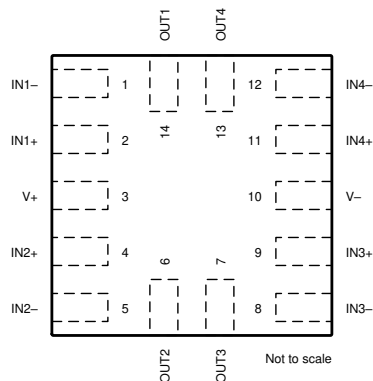 OUT1 OUT4
IN1– 1 12 IN4–
14 13
IN1+ 2 11 IN4+
V+ 3 10 V–
IN2+ 4 6 7 9 IN3+
IN2– 5 8 IN3–
OUT2 OUT3
Not to scale